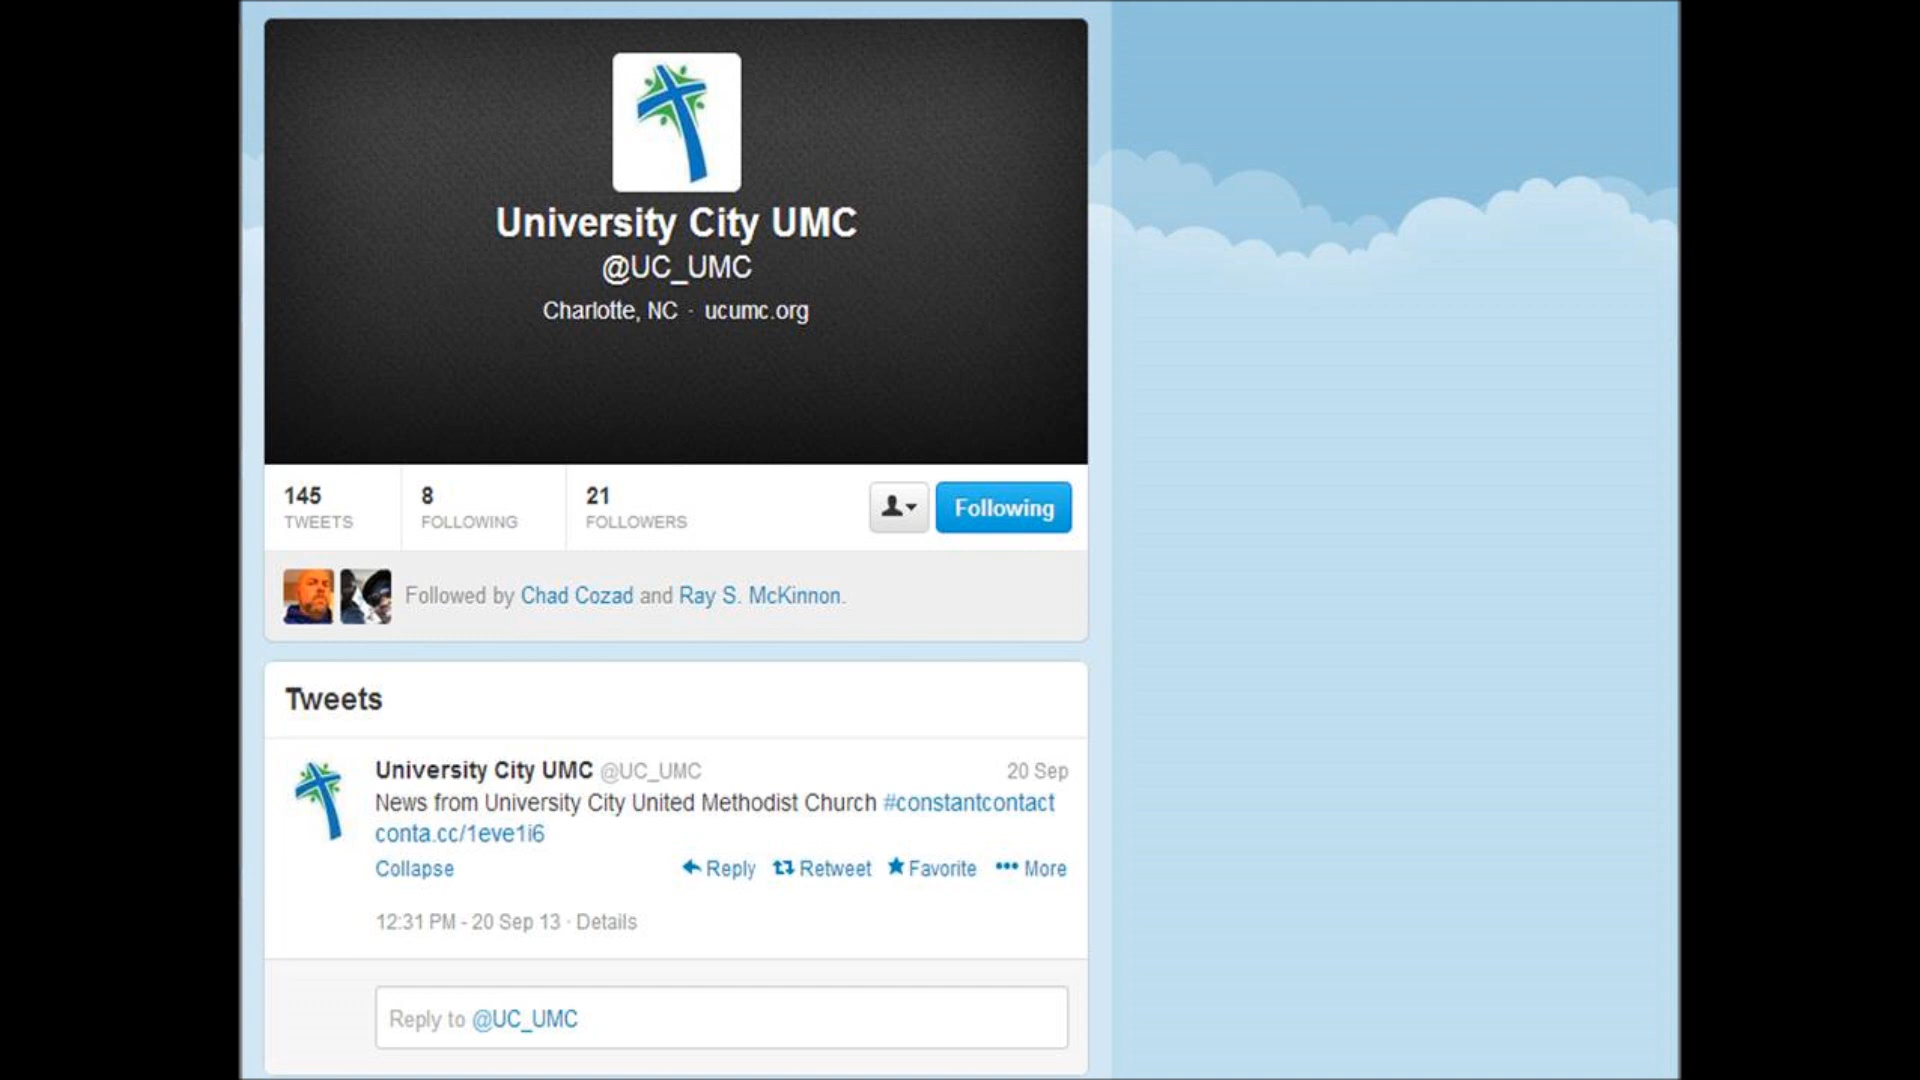 University City UMC
@UC_UMC
Charlotte, NC · ucumc.org
145
TWEETS
8
FOLLOWING
21
FOLLOWERS
Following
Followed by Chad Cozad and Ray S. McKinnon.
Tweets
University City UMC @UC_UMC 20 Sep
News from University City United Methodist Church #constantcontact
conta.cc/1eve1i6
Collapse Reply Retweet Favorite More
12:31 PM - 20 Sep 13 · Details
Reply to @UC_UMC